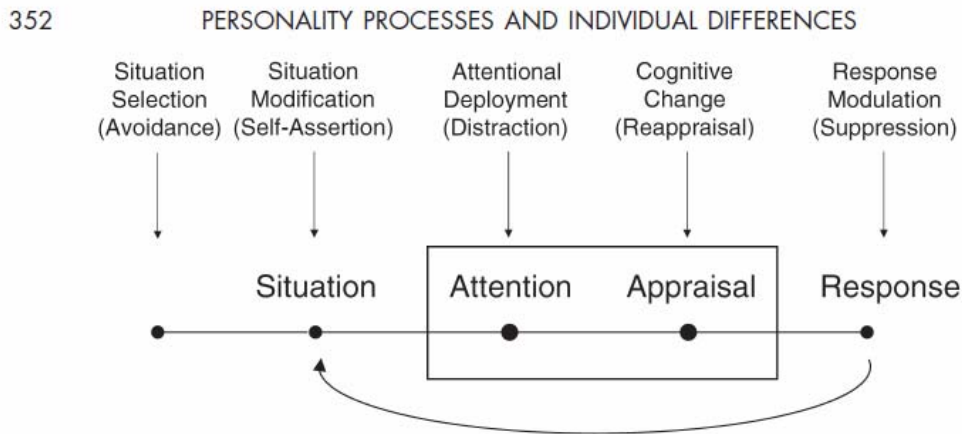 352 PERSONALITY PROCESSES AND INDIVIDUAL DIFFERENCES
Situation
Selection
(Avoidance)
Situation
Modification
(Self-Assertion)
Attentional
Deployment
(Distraction)
Cognitive
Change
(Reappraisal)
Response
Modulation
(Suppression)
Situation
Attention
Appraisal
Response